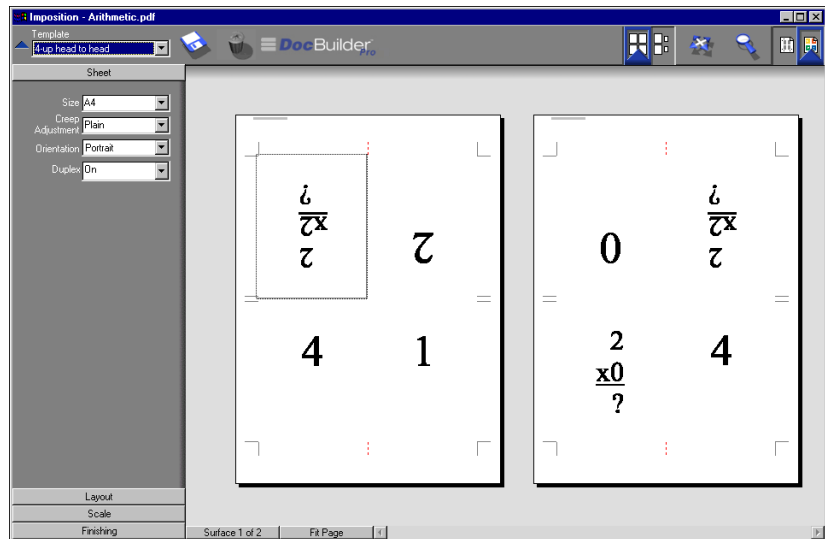 Imposition - Arithmetic.pdf
Template
4-up head to head
DocBuilder Pro
Sheet
Size A4
Creep Adjustment Plain
Orientation Portrait
Duplex On
?
x2
2
2
4
1
0
?
x2
2
2
x0
?
4
Layout
Scale
Finishing
Surface 1 of 2
Fit Page